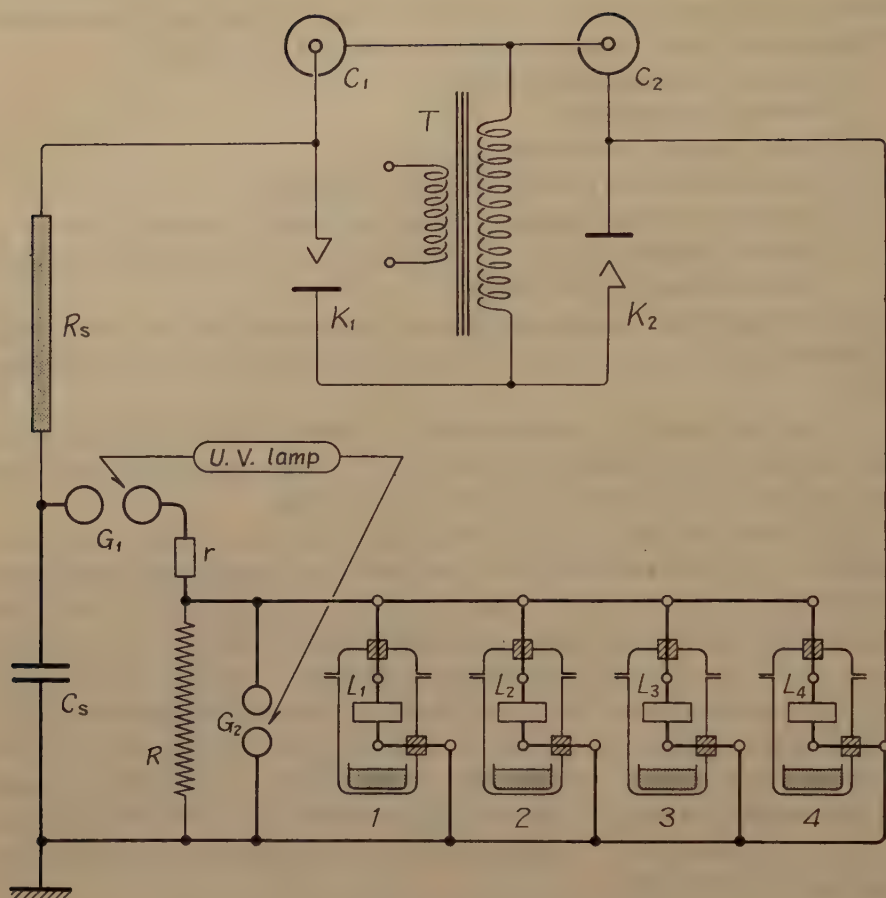 C₁
C₂
T
K₁
K₂
Rₛ
U. V. lamp
G₁
r
L₁
L₂
L₃
L₄
Cₛ
G₂
R
1
2
3
4